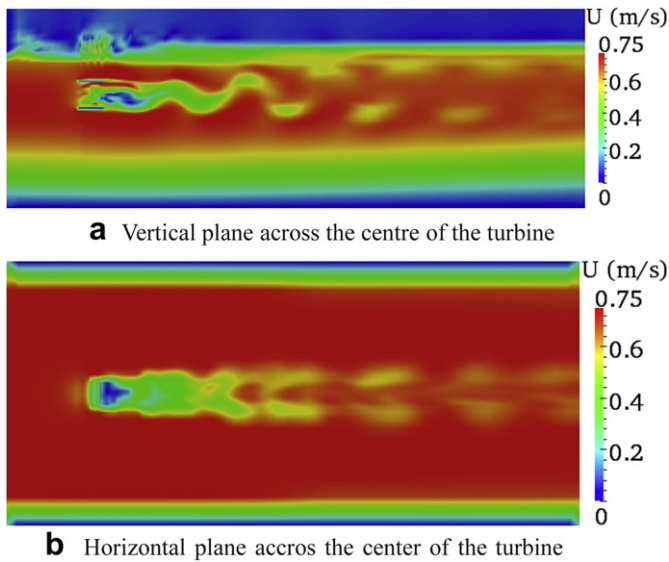 U (m/s)
0.75
0.6
0.4
0.2
0
a Vertical plane across the centre of the turbine
U (m/s)
0.75
0.6
0.4
0.2
0
b Horizontal plane accros the center of the turbine